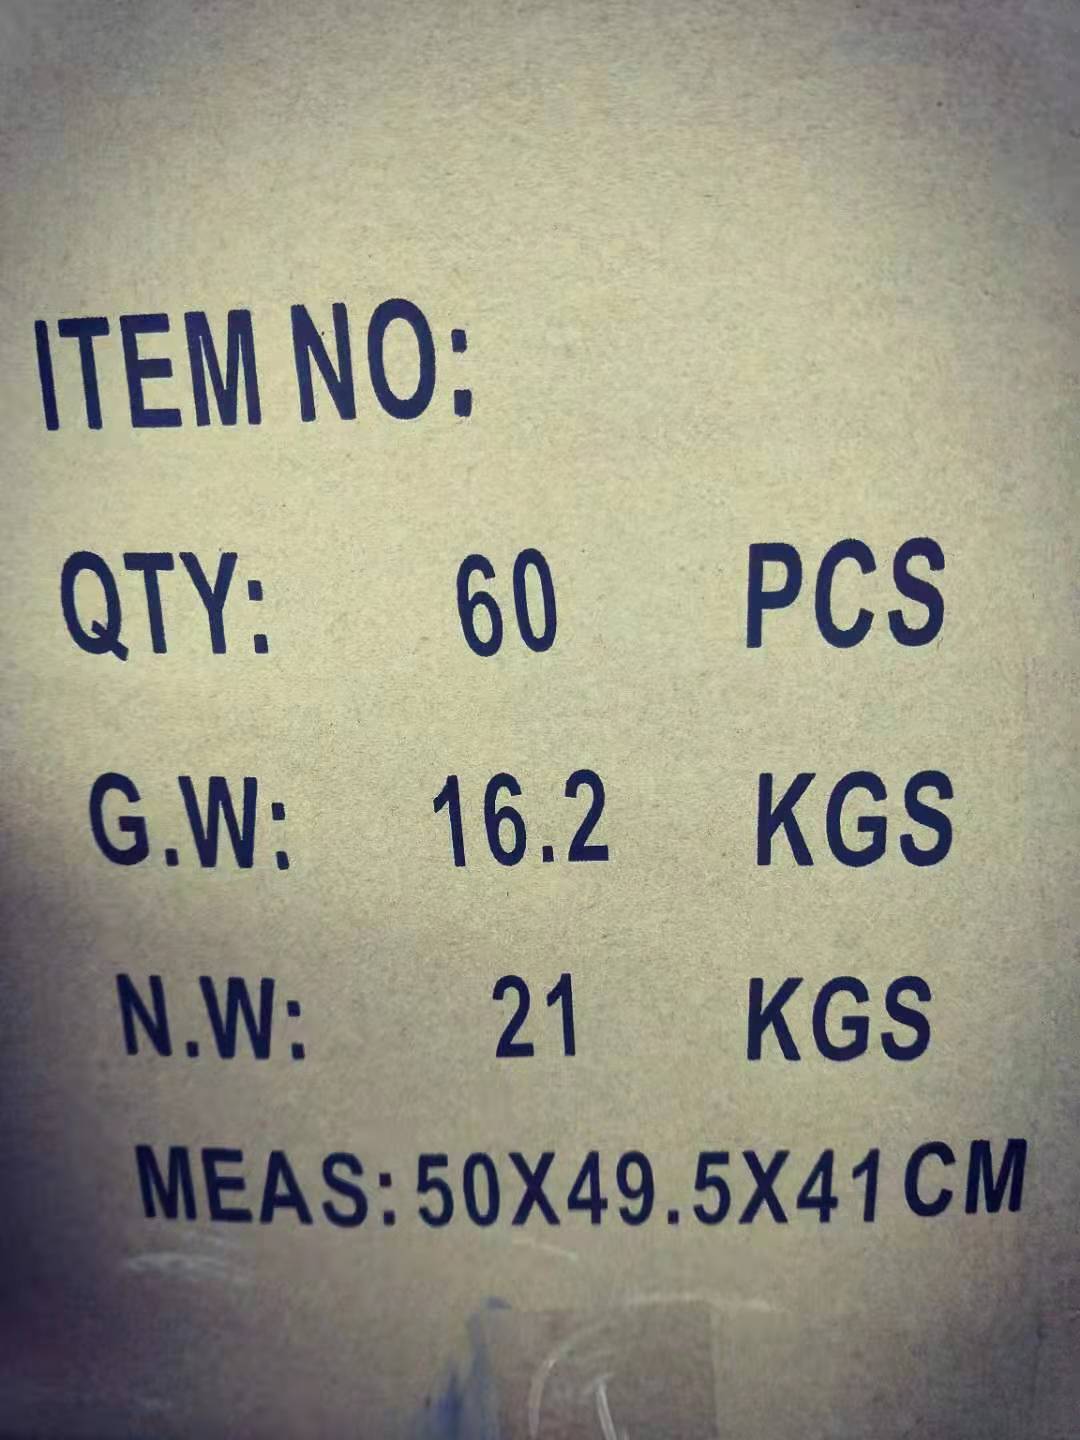 ITEM NO:
QTY: 60 PCS
G.W: 16.2 KGS
N.W: 21 KGS
MEAS:50X49.5X41CM